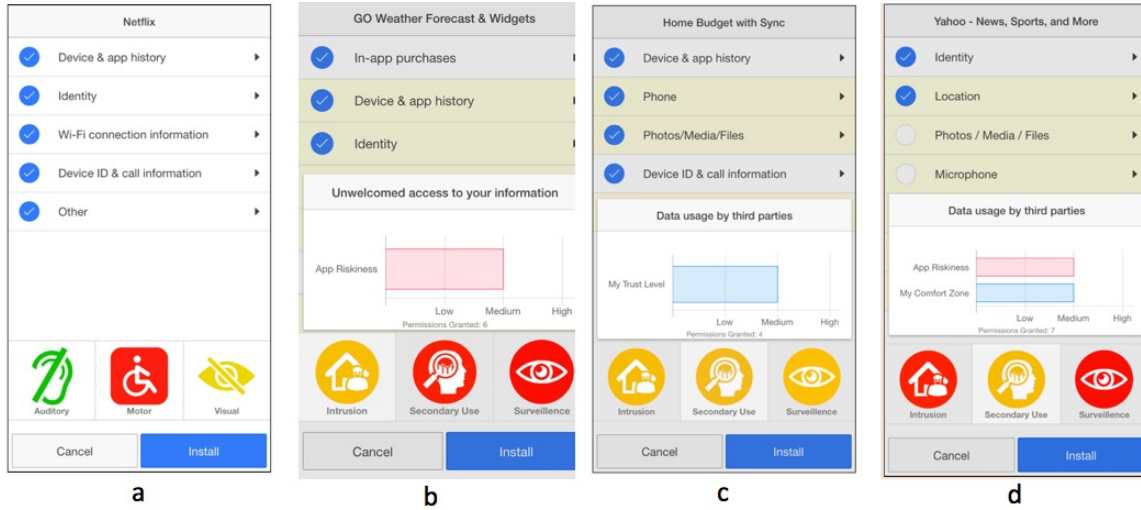 Netflix
Device & app history
Identity
Wi-Fi connection information
Device ID & call information
Other
Auditory
Motor
Visual
Cancel
Install
a
GO Weather Forecast & Widgets
In-app purchases
Device & app history
Identity
Unwelcomed access to your information
App Riskiness
Low
Medium
High
Permissions Granted: 6
Intrusion
Secondary Use
Surveillence
Cancel
Install
b
Home Budget with Sync
Device & app history
Phone
Photos/Media/Files
Device ID & call information
Data usage by third parties
My Trust Level
Low
Medium
High
Permissions Granted: 4
Intrusion
Secondary Use
Surveillence
Cancel
Install
c
Yahoo - News, Sports, and More
Identity
Location
Photos / Media / Files
Microphone
Data usage by third parties
App Riskiness
My Comfort Zone
Low
Medium
High
Permissions Granted: 7
Intrusion
Secondary Use
Surveillence
Cancel
Install
d